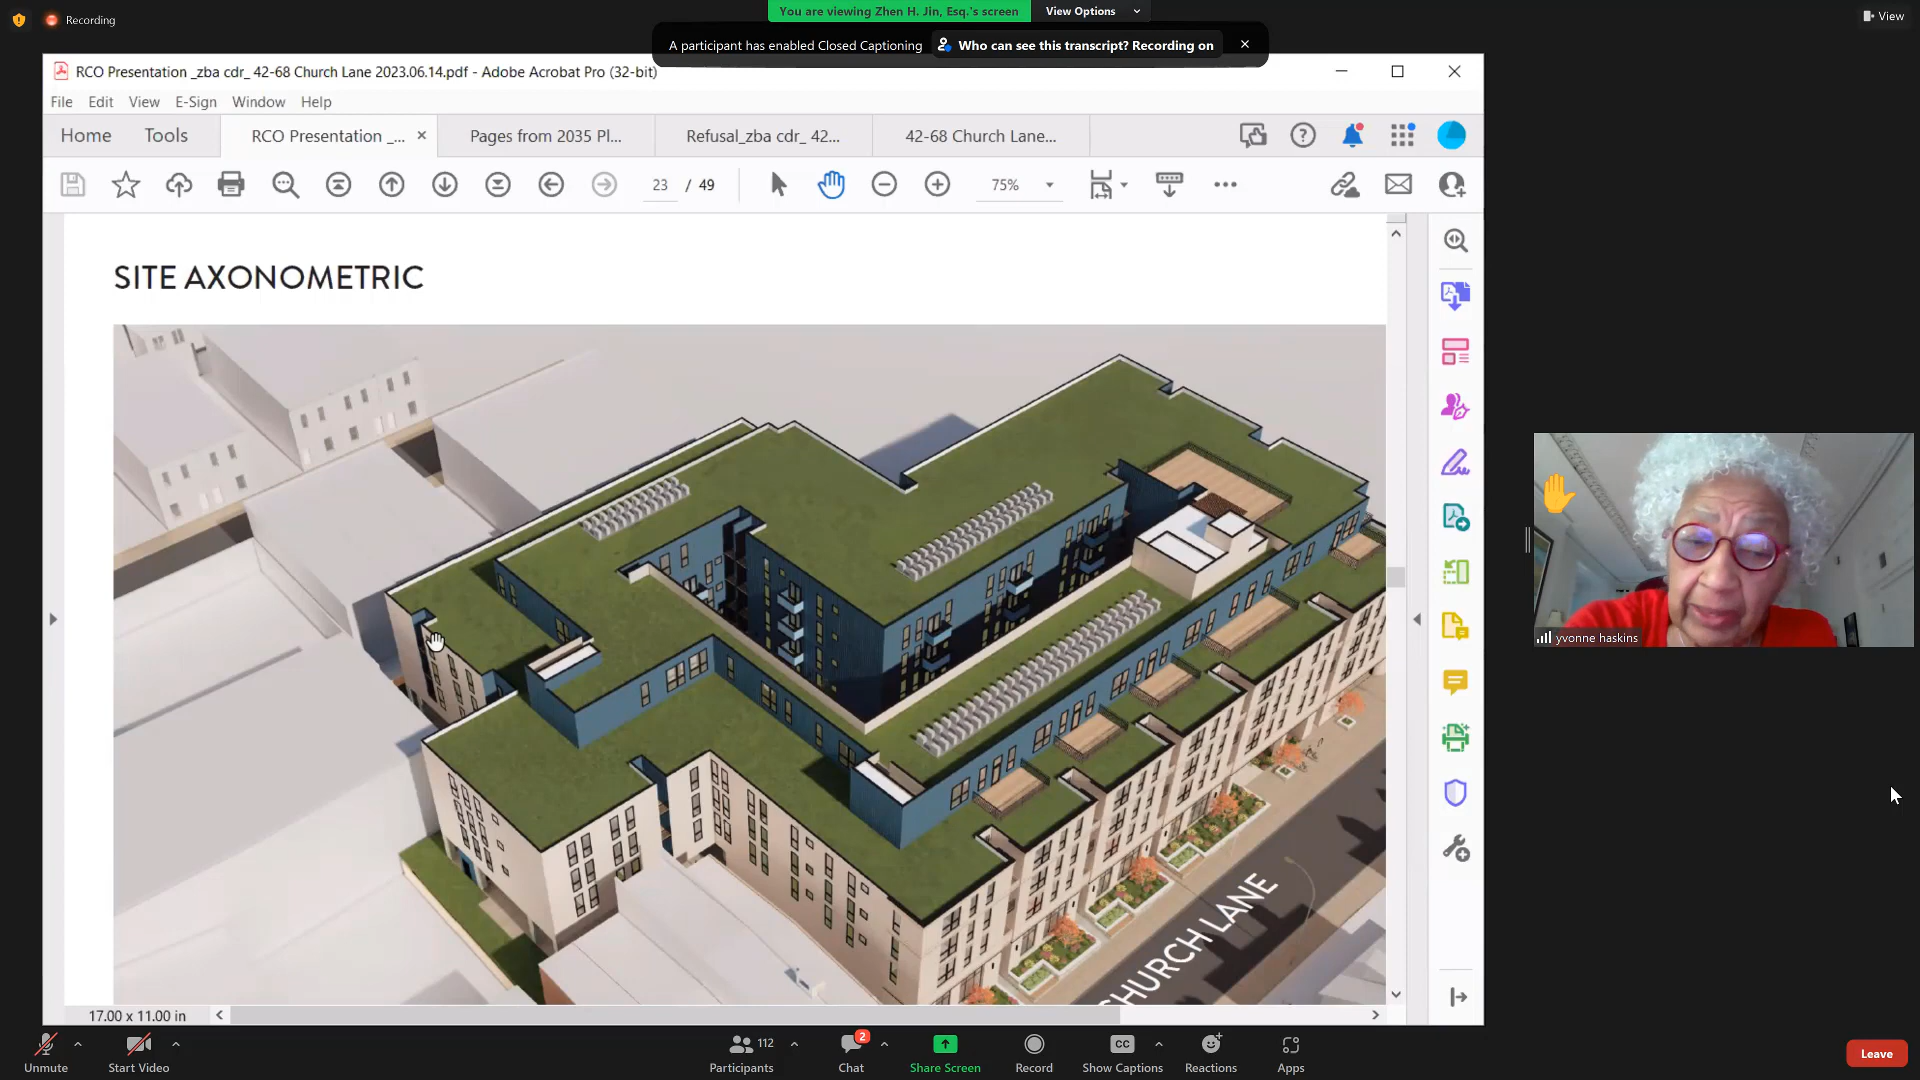 Recording
You are viewing Zhen H. Jin, Esq.'s screen
View Options
View
A participant has enabled Closed Captioning
Who can see this transcript? Recording on
RCO Presentation _zba cdr_ 42-68 Church Lane 2023.06.14.pdf - Adobe Acrobat Pro (32-bit)
File Edit View E-Sign Window Help
Home Tools RCO Presentation _... Pages from 2035 Pl... Refusal_zba cdr_ 42... 42-68 Church Lane...
23 / 49 75%
SITE AXONOMETRIC
CHURCH LANE
yvonne haskins
17.00 x 11.00 in
112
2
CC
Unmute Start Video Participants Chat Share Screen Record Show Captions Reactions Apps Leave